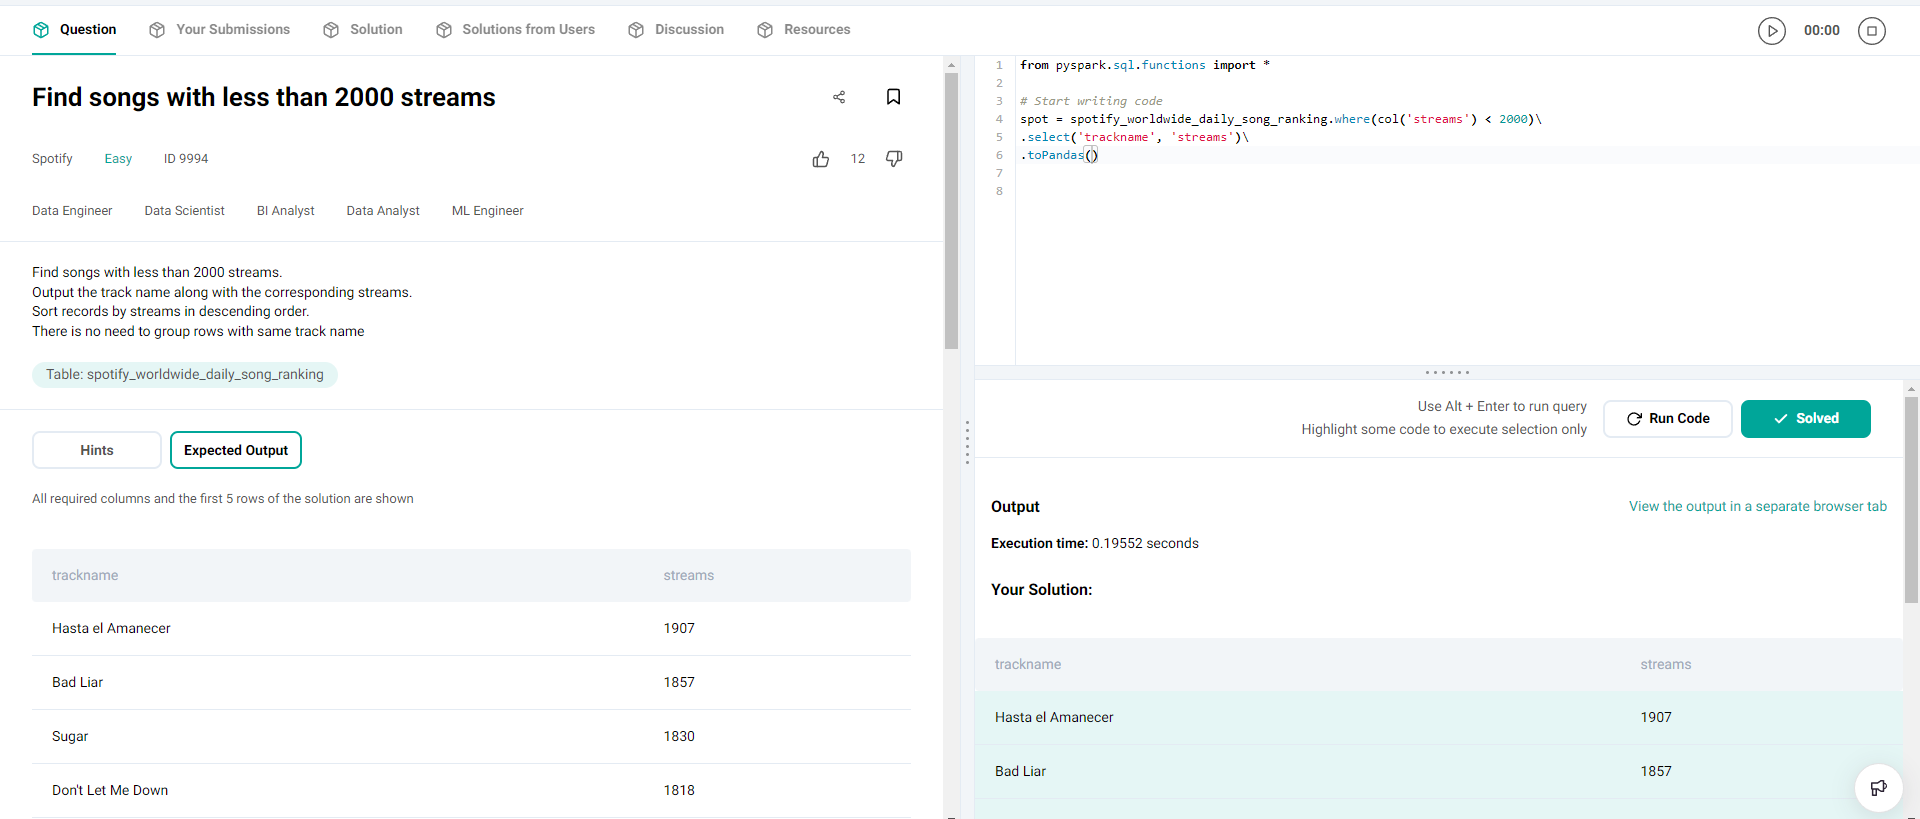 Question
Your Submissions
Solution
Solutions from Users
Discussion
Resources
00:00
Find songs with less than 2000 streams
Spotify
Easy
ID 9994
12
Data Engineer
Data Scientist
BI Analyst
Data Analyst
ML Engineer
Find songs with less than 2000 streams.
Output the track name along with the corresponding streams.
Sort records by streams in descending order.
There is no need to group rows with same track name
Table: spotify_worldwide_daily_song_ranking
Hints
Expected Output
All required columns and the first 5 rows of the solution are shown
trackname streams
Hasta el Amanecer 1907
Bad Liar 1857
Sugar 1830
Don't Let Me Down 1818
1 from pyspark.sql.functions import *
2
3 # Start writing code
4 spot = spotify_worldwide_daily_song_ranking.where(col('streams') < 2000)\
5 .select('trackname', 'streams')\
6 .toPandas()
7
8
Use Alt + Enter to run query
Highlight some code to execute selection only
Run Code
Solved
Output
View the output in a separate browser tab
Execution time: 0.19552 seconds
Your Solution:
trackname streams
Hasta el Amanecer 1907
Bad Liar 1857